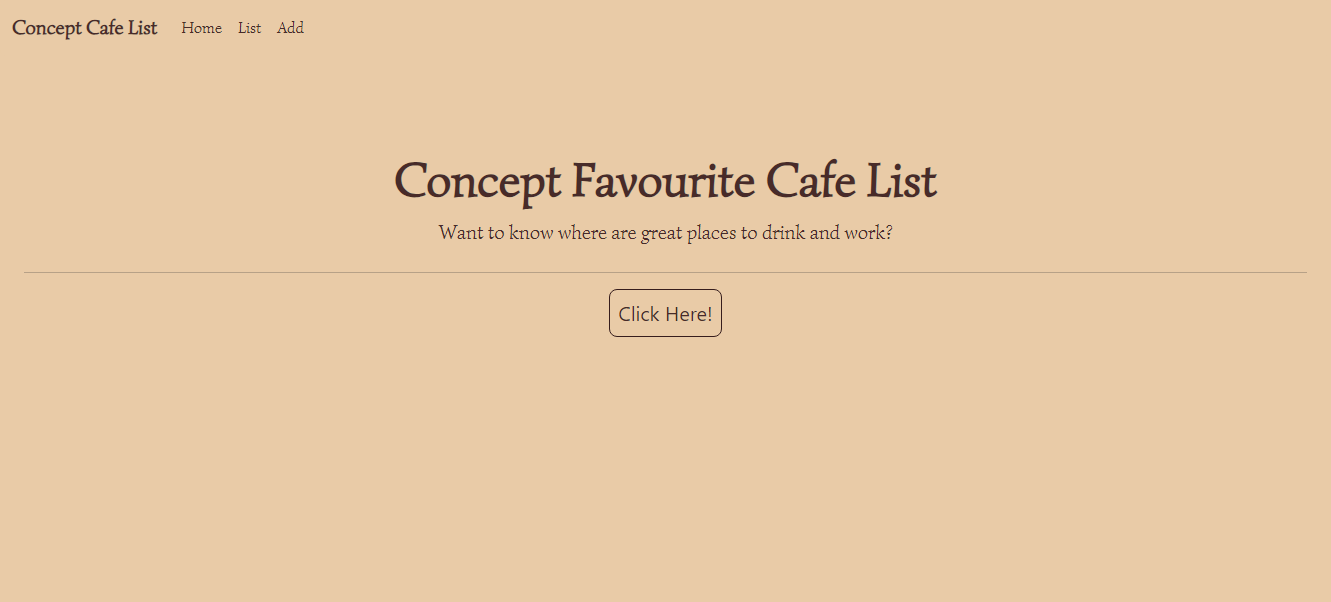 Concept Cafe List Home List Add
Concept Favourite Cafe List
Want to know where are great places to drink and work?
Click Here!